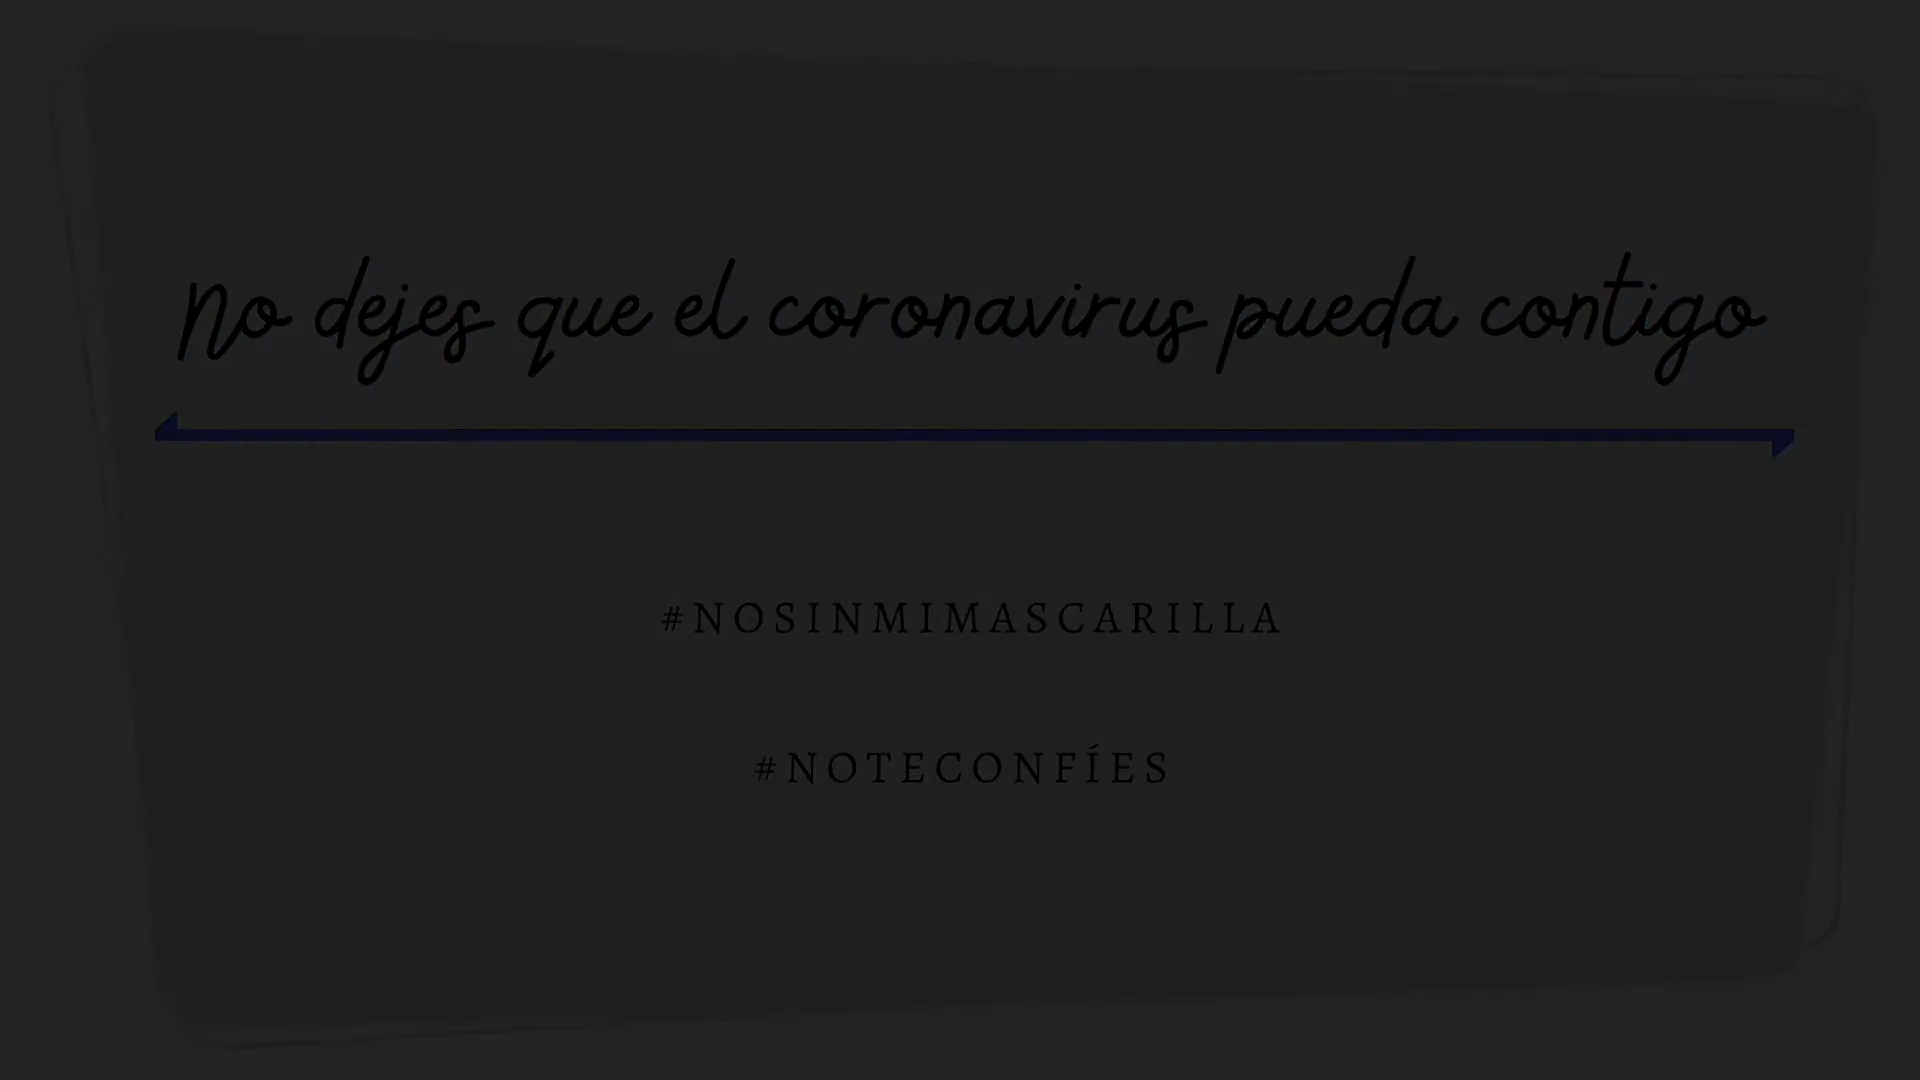 No dejes que el coronavirus pueda contigo
#NOSINMIMASCARILLA
#NOTECONFÍES